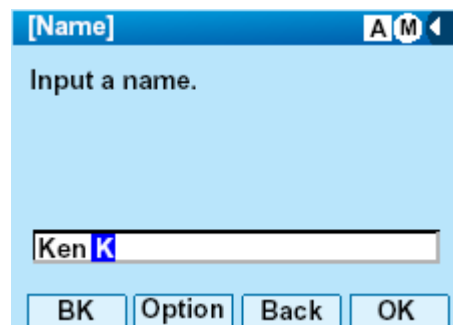 [Name] A M
Input a name.
Ken K
BK Option Back OK